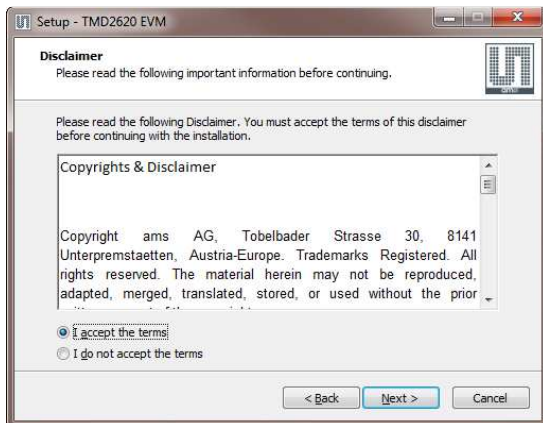 Setup - TMD2620 EVM
Disclaimer
Please read the following important information before continuing.
amu
Please read the following Disclaimer. You must accept the terms of this disclaimer
before continuing with the installation.
Copyrights & Disclaimer
Copyright ams AG, Tobelbader Strasse 30, 8141
Unterpremstaetten, Austria-Europe. Trademarks Registered. All
rights reserved. The material herein may not be reproduced,
adapted, merged, translated, stored, or used without the prior
I accept the terms
I do not accept the terms
< Back
Next >
Cancel